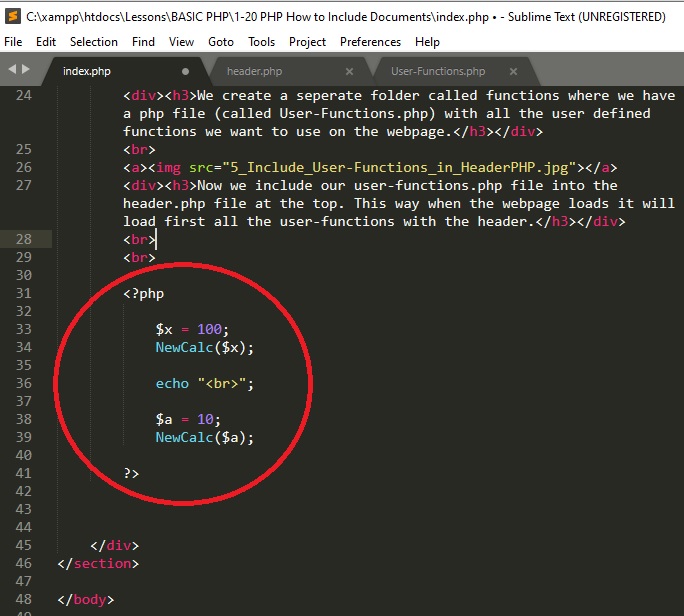 C:\xampp\htdocs\Lessons\BASIC PHP\1-20 PHP How to Include Documents\index.php • - Sublime Text (UNREGISTERED)
File Edit Selection Find View Goto Tools Project Preferences Help
index.php header.php × User-Functions.php ×
24 <div><h3>We create a seperate folder called functions where we have
a php file (called User-Functions.php) with all the user defined
functions we want to use on the webpage.</h3></div>
25 <br>
26 <a><img src="5_Include_User-Functions_in_HeaderPHP.jpg"></a>
27 <div><h3>Now we include our user-functions.php file into the
header.php file at the top. This way when the webpage loads it will
load first all the user-functions with the header.</h3></div>
28 <br>
29 <br>
30
31 <?php
32
33 $x = 100;
34 NewCalc($x);
35
36 echo "<br>";
37
38 $a = 10;
39 NewCalc($a);
40
41 ?>
42
43
44
45 </div>
46 </section>
47
48 </body>
49